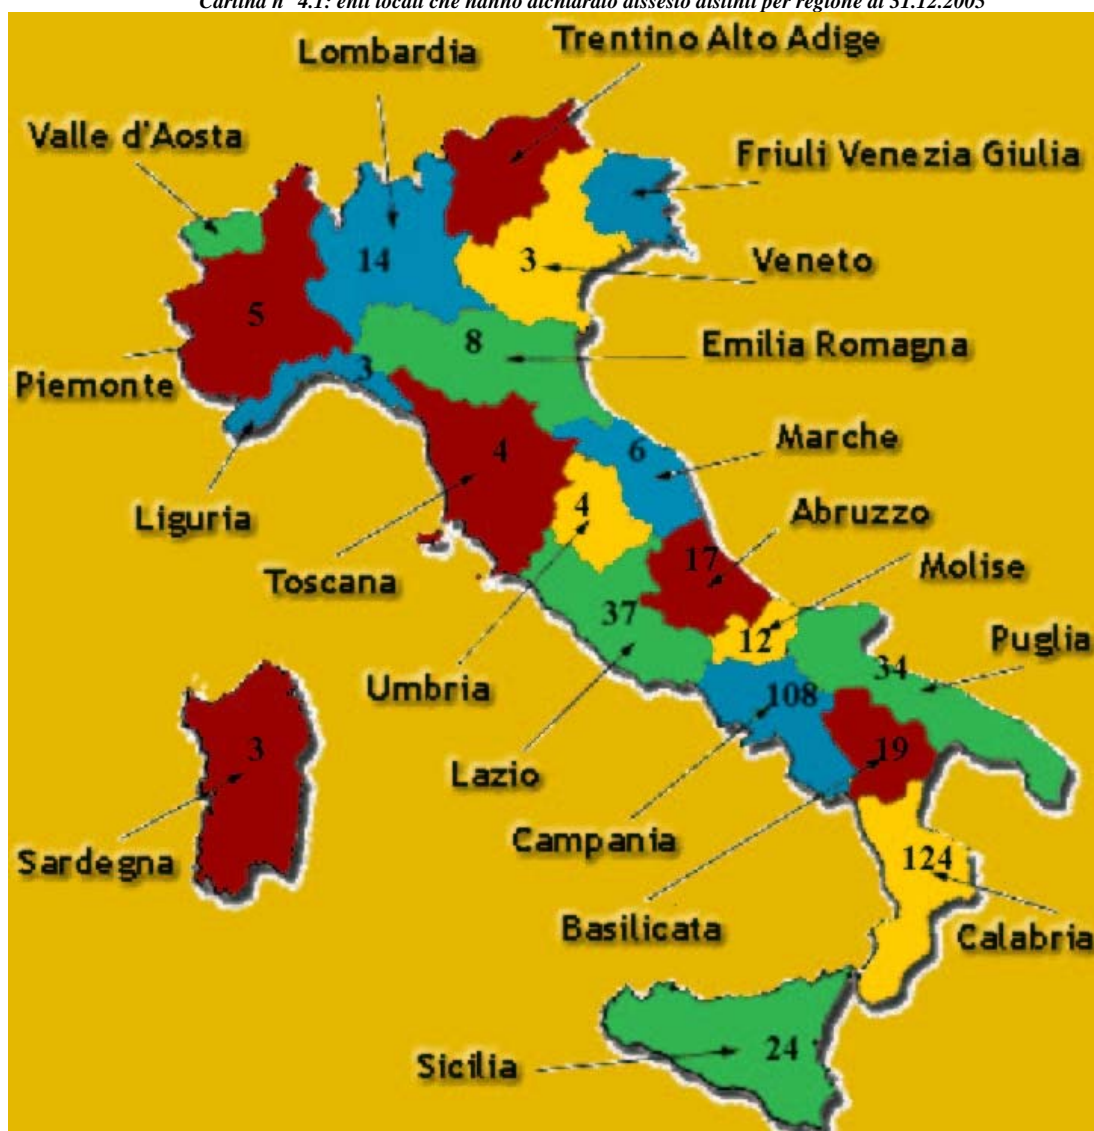 Cartina n° 4.1: enti locali che hanno dichiarato dissesto distinti per regione al 31.12.2005
Trentino Alto Adige
Lombardia
Valle d'Aosta
Friuli Venezia Giulia
14
3
Veneto
5
8
Emilia Romagna
3
Piemonte
4
6
Marche
4
Liguria
Abruzzo
17
Molise
Toscana
37
12
Puglia
34
Umbria
108
3
19
Lazio
Campania
Sardegna
124
Basilicata
Calabria
24
Sicilia